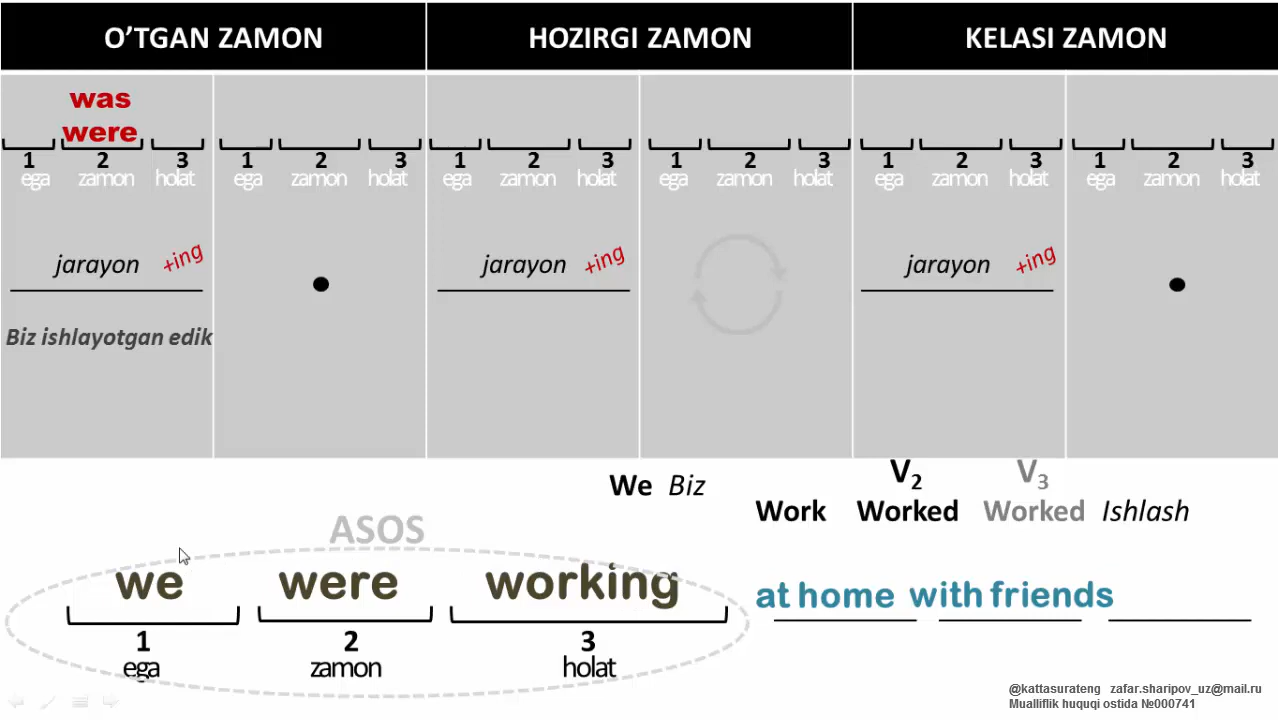 O’TGAN ZAMON HOZIRGI ZAMON KELASI ZAMON
was
were
1 2 3 1 2 3 1 2 3 1 2 3 1 2 3 1 2 3
ega zamon holat ega zamon holat ega zamon holat ega zamon holat ega zamon holat ega zamon holat
jarayon +ing jarayon +ing jarayon +ing
Biz ishlayotgan edik
We Biz
V2 V3
Work Worked Worked Ishlash
ASOS
we were working at home with friends
1 2 3
ega zamon holat
@kattasurateng zafar.sharipov_uz@mail.ru
Mualliflik huquqi ostida №000741